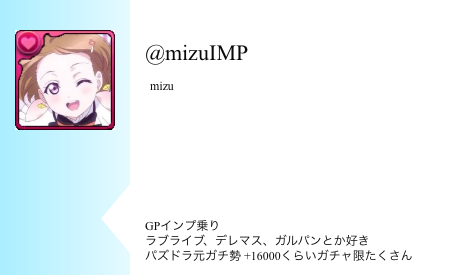 @mizuIMP
mizu
GPインプ乗り
ラブライブ、デレマス、ガルパンとか好き
パズドラ元ガチ勢 +16000くらいガチャ限たくさん